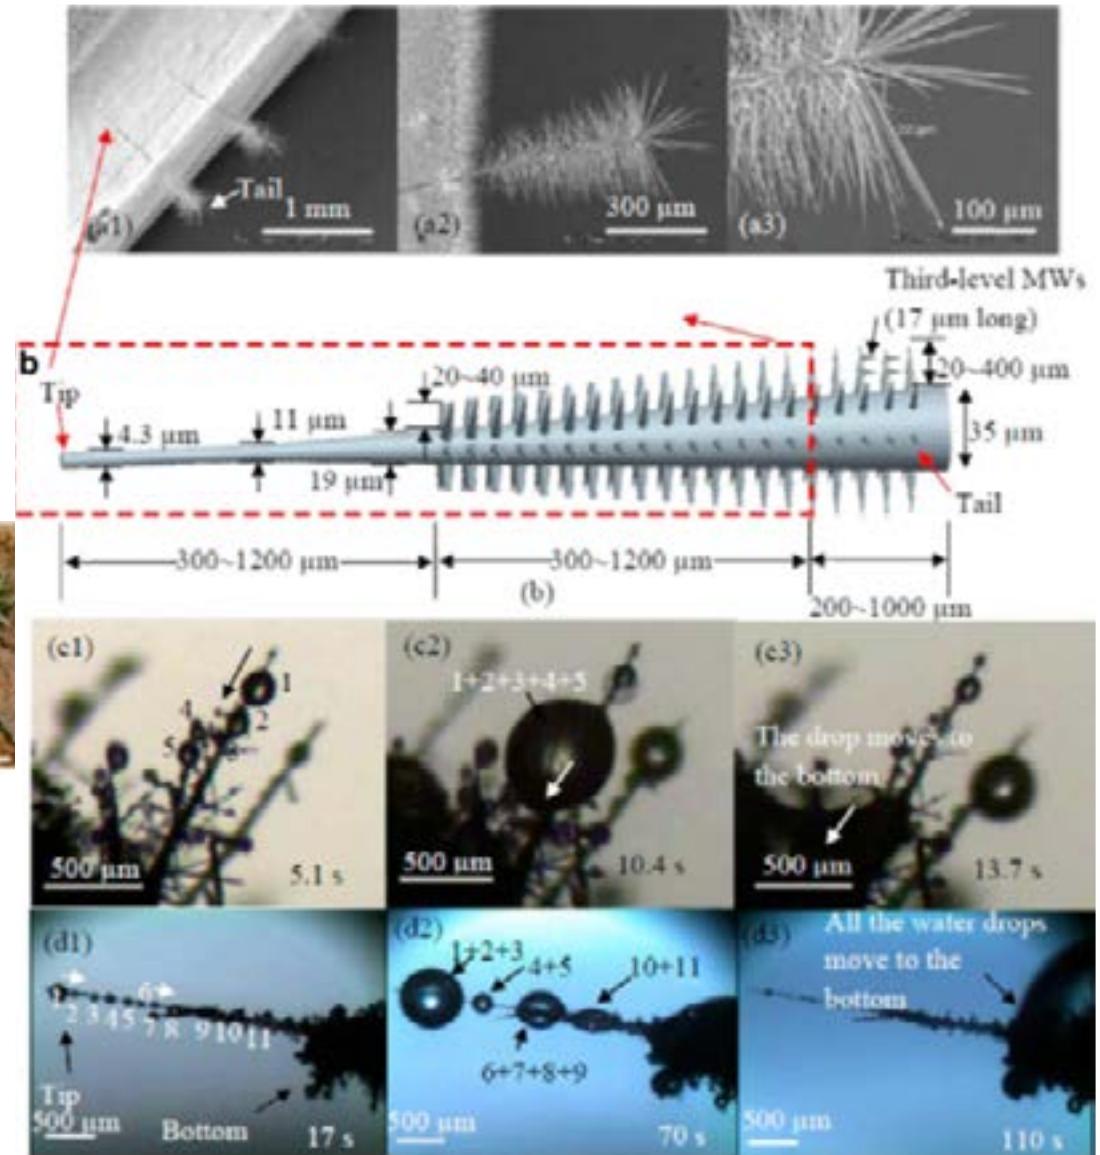 Tail
1 mm
300 μm
(a2)
100 μm
(a3)
Third-level MWs
(17 μm long)
b
Tip
20~40 μm
20~400 μm
4.3 μm
11 μm
35 μm
19 μm
Tail
300~1200 μm
300~1200 μm
(b)
200~1000 μm
(c1)
1
2
4
5
500 μm
5.1 s
(c2)
1+2+3+4+5
500 μm
10.4 s
(c3)
The drop moves to
the bottom
500 μm
13.7 s
(d1)
6
2 3 4 5 7 8 9 10 11
Tip
500 μm
Bottom
17 s
(d2)
1+2+3
4+5
10+11
6+7+8+9
500 μm
70 s
(d3)
All the water drops
move to the
bottom
500 μm
110 s